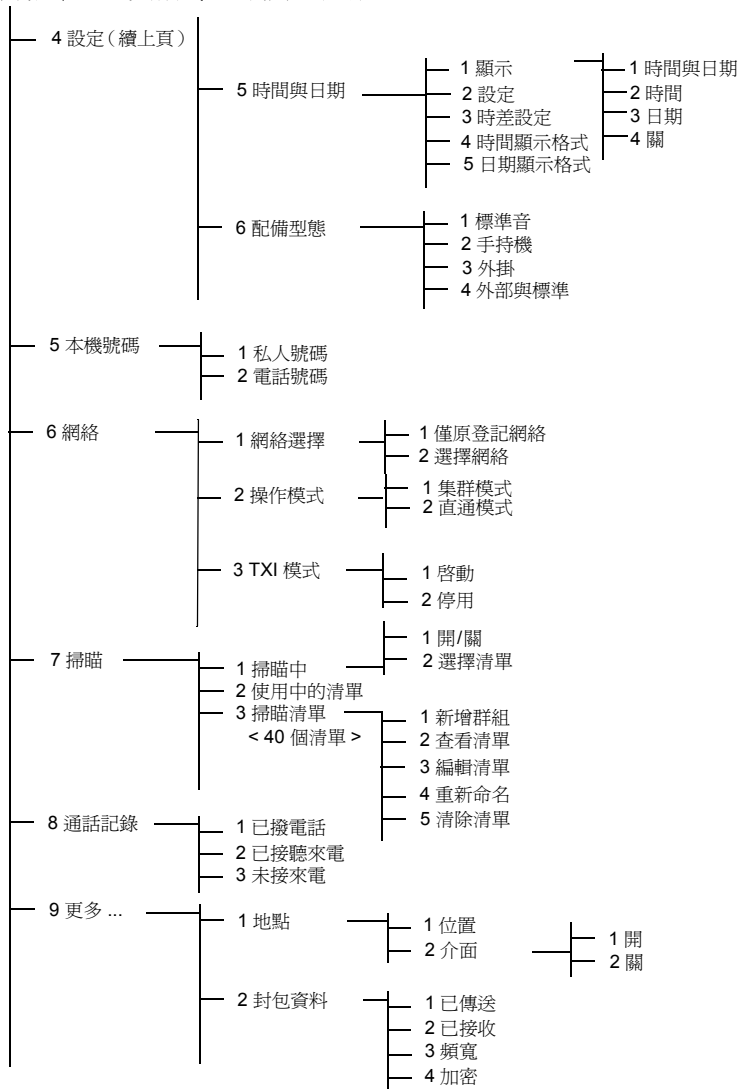 4 設定(續上頁)
5 時間與日期
1 顯示
2 設定
3 時差設定
4 時間顯示格式
5 日期顯示格式
1 時間與日期
2 時間
3 日期
4 關
6 配備型態
1 標準音
2 手持機
3 外掛
4 外部與標準
5 本機號碼
1 私人號碼
2 電話號碼
6 網絡
1 網絡選擇
1 僅原登記網絡
2 選擇網絡
2 操作模式
1 集群模式
2 直通模式
3 TXI 模式
1 啓動
2 停用
7 掃瞄
1 掃瞄中
1 開/關
2 選擇清單
2 使用中的清單
3 掃瞄清單
< 40 個清單 >
1 新增群組
2 查看清單
3 編輯清單
4 重新命名
5 清除清單
8 通話記錄
1 已撥電話
2 已接聽來電
3 未接來電
9 更多 ...
1 地點
1 位置
2 介面
1 開
2 關
2 封包資料
1 已傳送
2 已接收
3 頻寬
4 加密